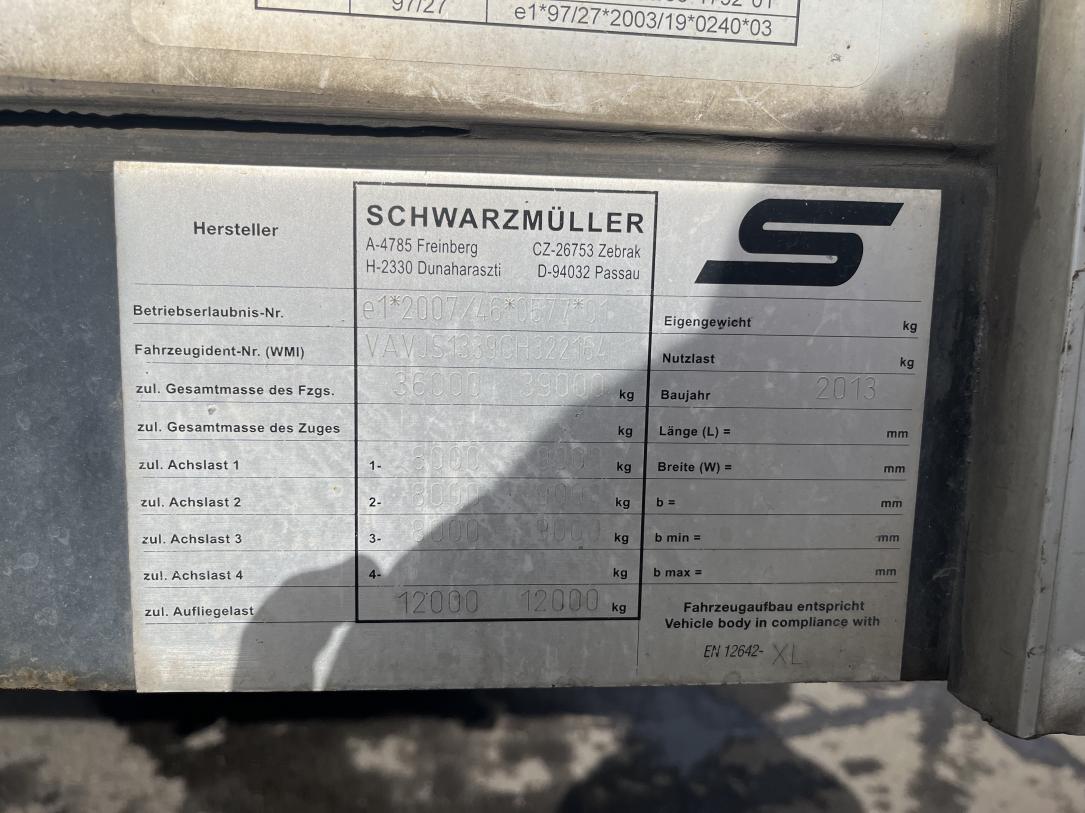 97/27
e1*97/27*2003/19*0240*03
Hersteller
SCHWARZMÜLLER
A-4785 Freinberg CZ-26753 Zebrak
H-2330 Dunaharaszti D-94032 Passau
Betriebserlaubnis-Nr. e1*2007/46*0577*01
Fahrzeugident-Nr. (WMI) VAVJS1339CH322164
zul. Gesamtmasse des Fzgs. 36000 39000 kg
zul. Gesamtmasse des Zuges kg
zul. Achslast 1 1- 8000 9000 kg
zul. Achslast 2 2- 8000 9000 kg
zul. Achslast 3 3- 8000 9000 kg
zul. Achslast 4 4- kg
zul. Aufliegelast 12000 12000 kg
Eigengewicht kg
Nutzlast kg
Baujahr 2013
Länge (L) = mm
Breite (W) = mm
b = mm
b min = mm
b max = mm
Fahrzeugaufbau entspricht
Vehicle body in compliance with
EN 12642- XL